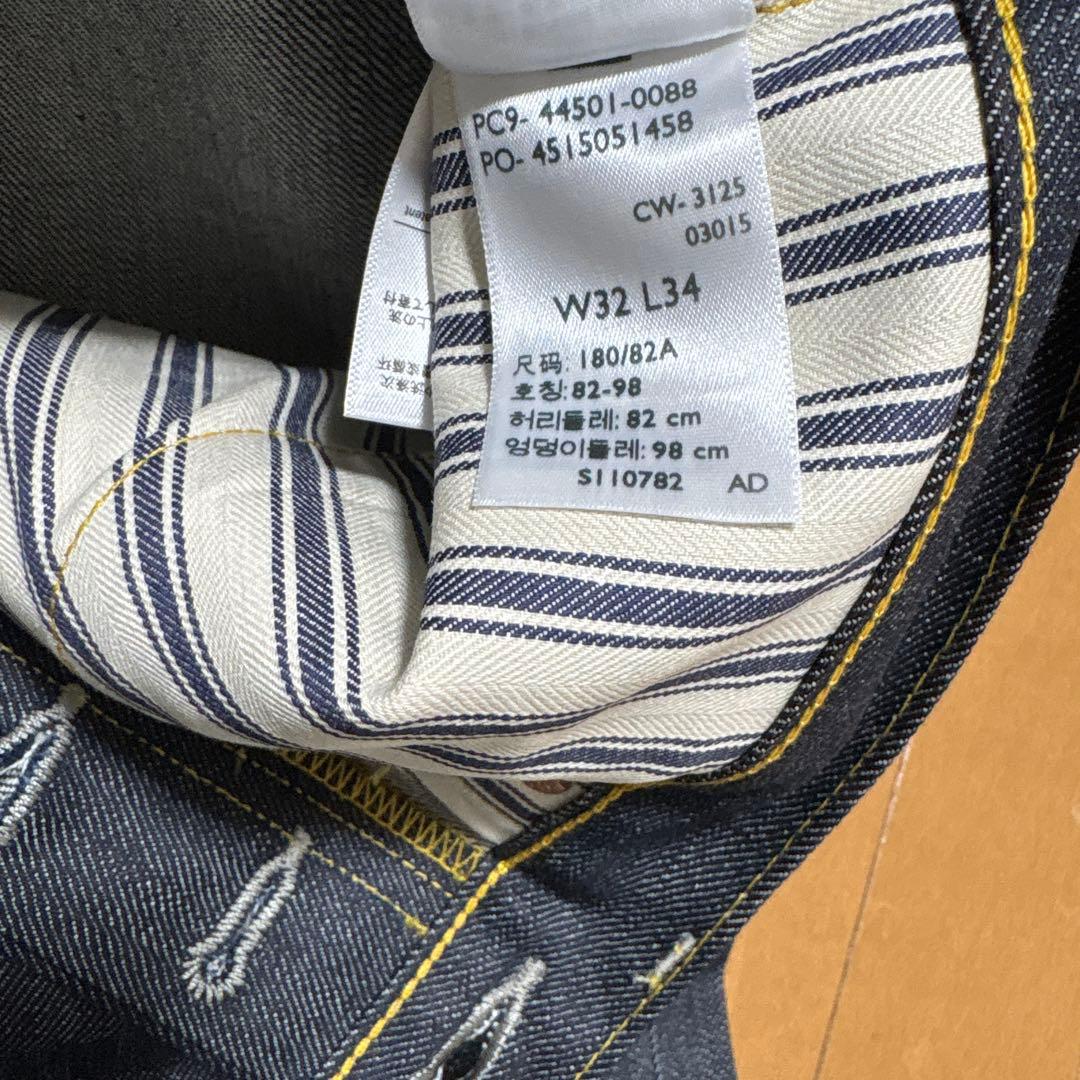 PC9- 44501-0088
PO- 4515051458
CW- 3125
03015
W32 L34
尺码: 180/82A
호칭: 82-98
허리둘레: 82 cm
엉덩이둘레: 98 cm
S110782 AD